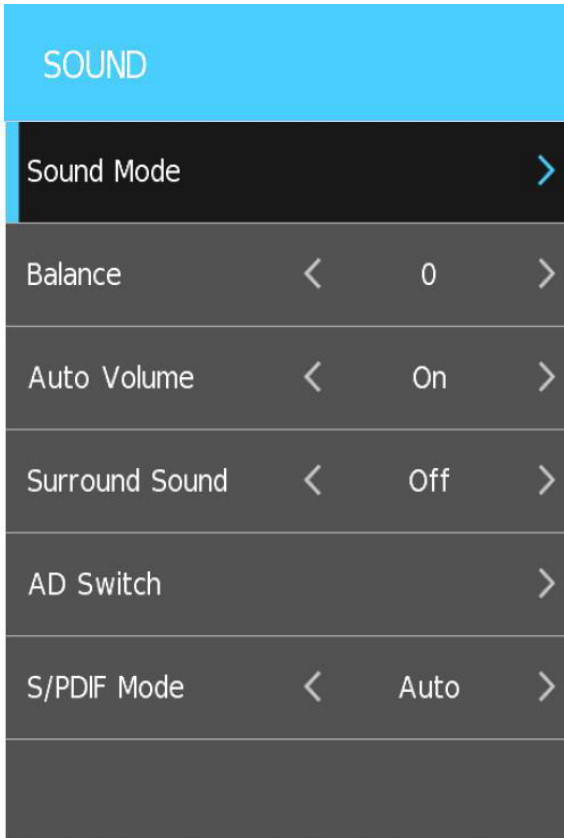 SOUND
Sound Mode
Balance 0
Auto Volume On
Surround Sound Off
AD Switch
S/PDIF Mode Auto